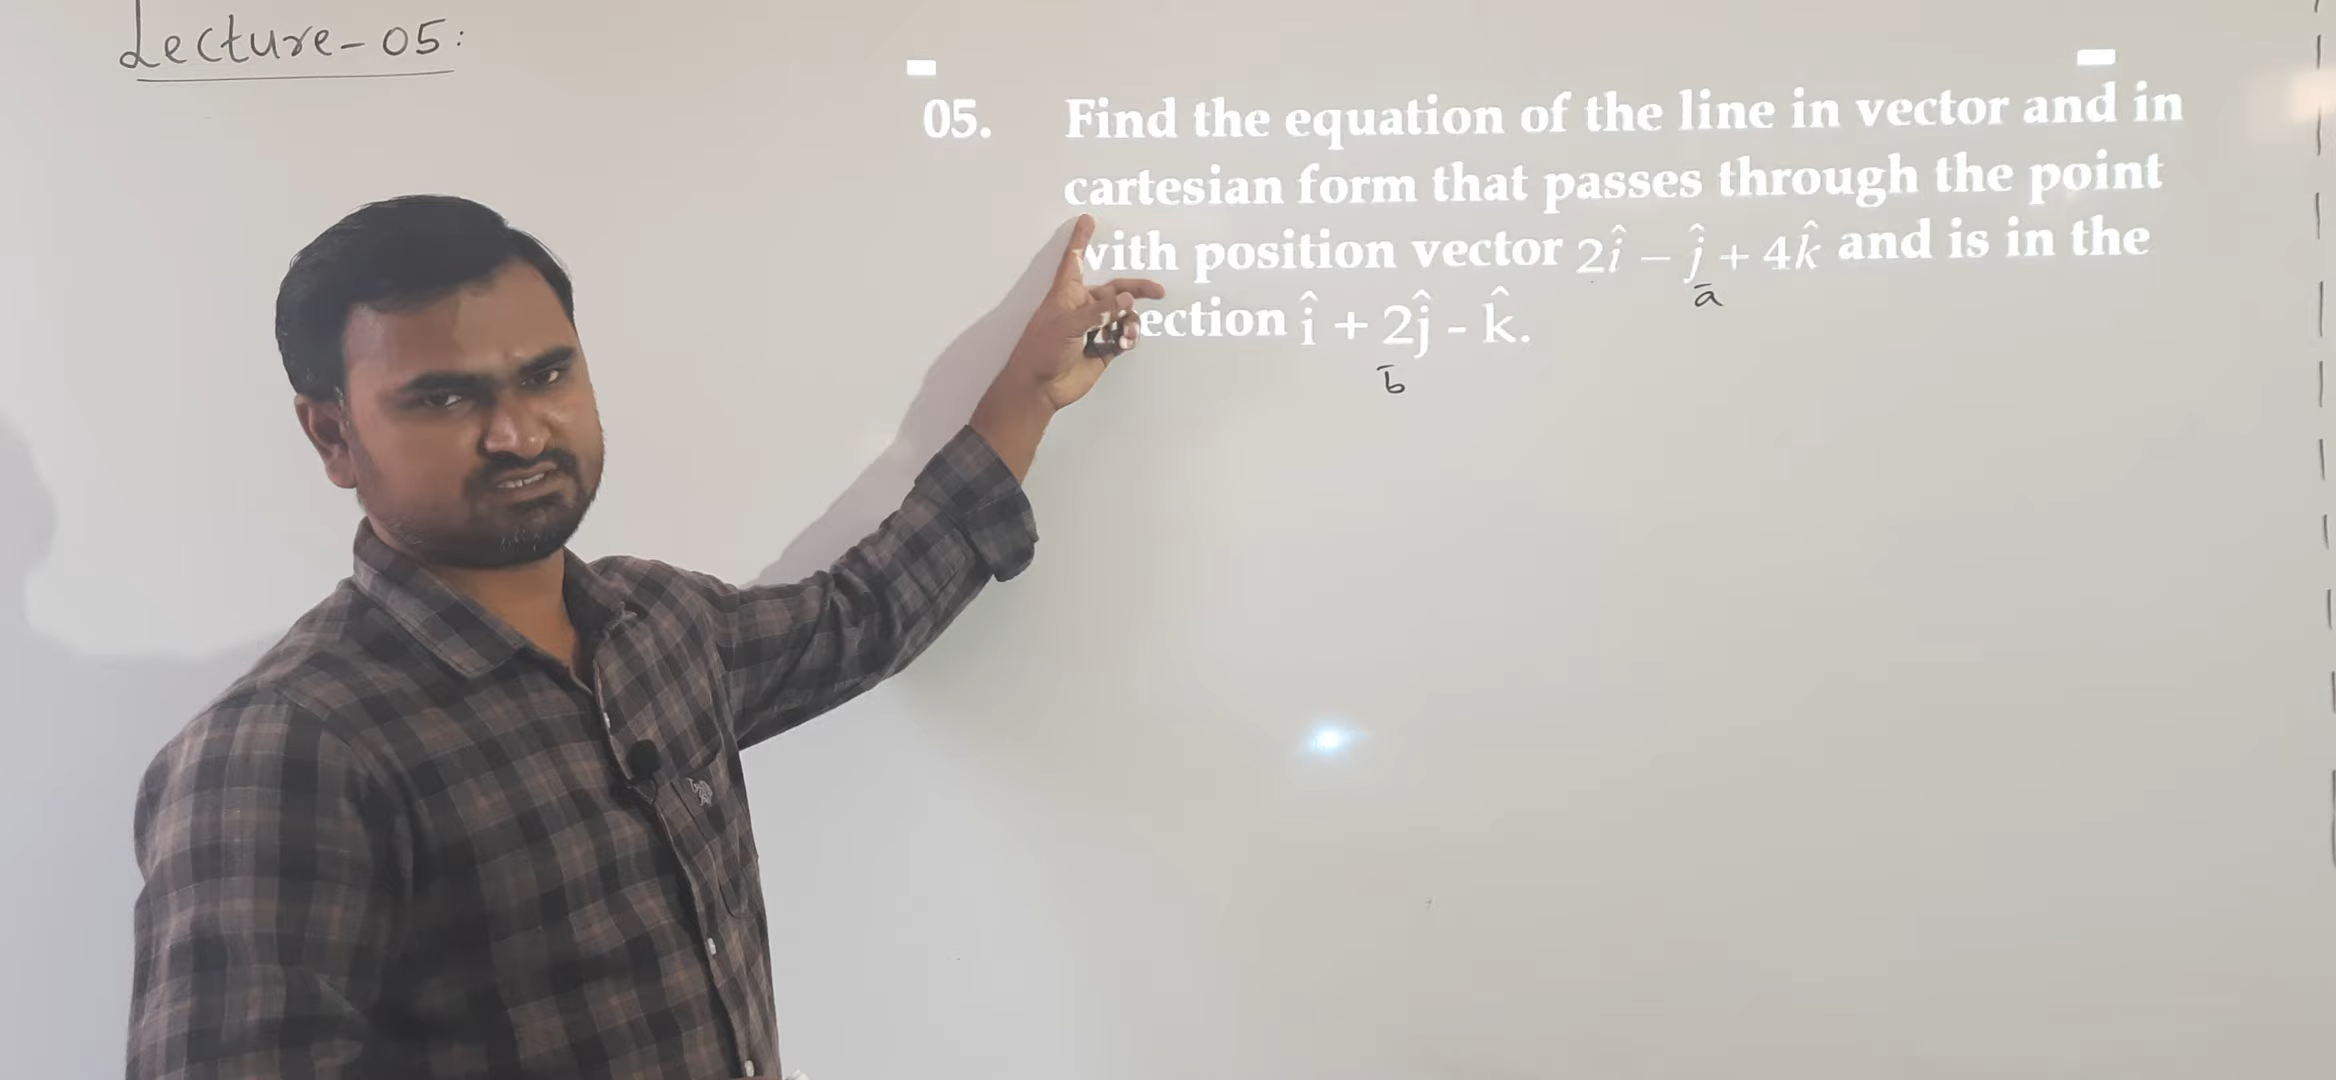 Lecture-05:
05. Find the equation of the line in vector and in
cartesian form that passes through the point
with position vector 2î − ĵ + 4k̂ and is in the
a̅
ection î + 2ĵ - k̂.
b̅